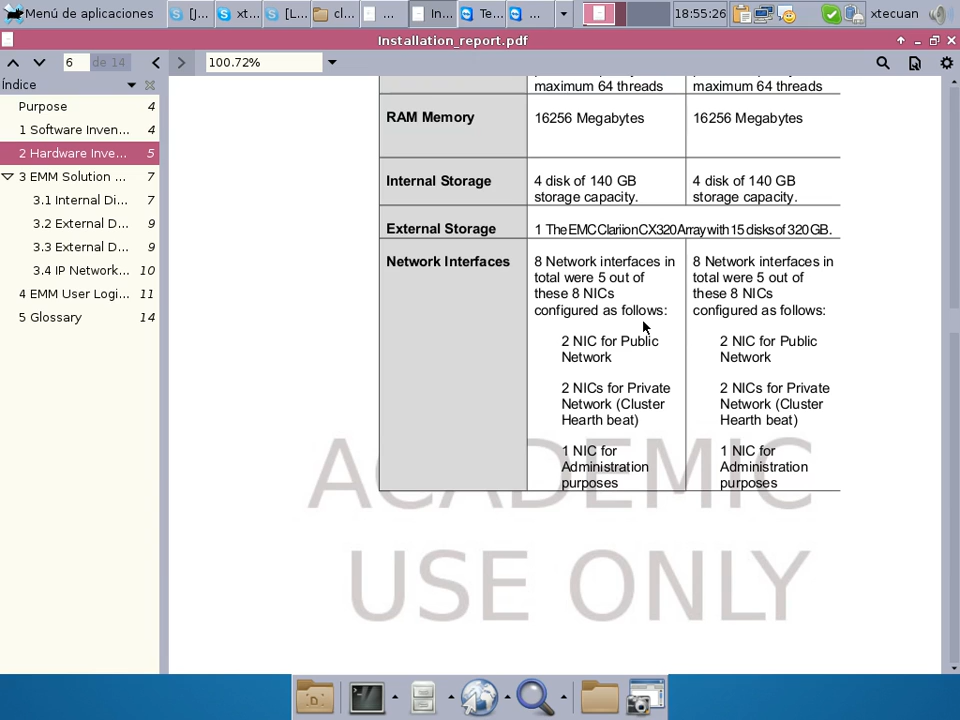 Menú de aplicaciones [J... xt... [L... cl... ... In... Te... ... 18:55:26 xtecuan
Installation_report.pdf
6 de 14 100.72%
Índice
Purpose 4
1 Software Inven... 4
2 Hardware Inve... 5
3 EMM Solution ... 7
3.1 Internal Di... 7
3.2 External D... 9
3.3 External D... 9
3.4 IP Network... 10
4 EMM User Logi... 11
5 Glossary 14
maximum 64 threads maximum 64 threads
RAM Memory 16256 Megabytes 16256 Megabytes
Internal Storage 4 disk of 140 GB 4 disk of 140 GB
storage capacity. storage capacity.
External Storage 1 The EMC Clariion CX320 Array with 15 disks of 320 GB.
Network Interfaces 8 Network interfaces in 8 Network interfaces in
total were 5 out of total were 5 out of
these 8 NICs these 8 NICs
configured as follows: configured as follows:
2 NIC for Public 2 NIC for Public
Network Network
2 NICs for Private 2 NICs for Private
Network (Cluster Network (Cluster
Hearth beat) Hearth beat)
1 NIC for 1 NIC for
Administration Administration
purposes purposes
ACADEMIC
USE ONLY